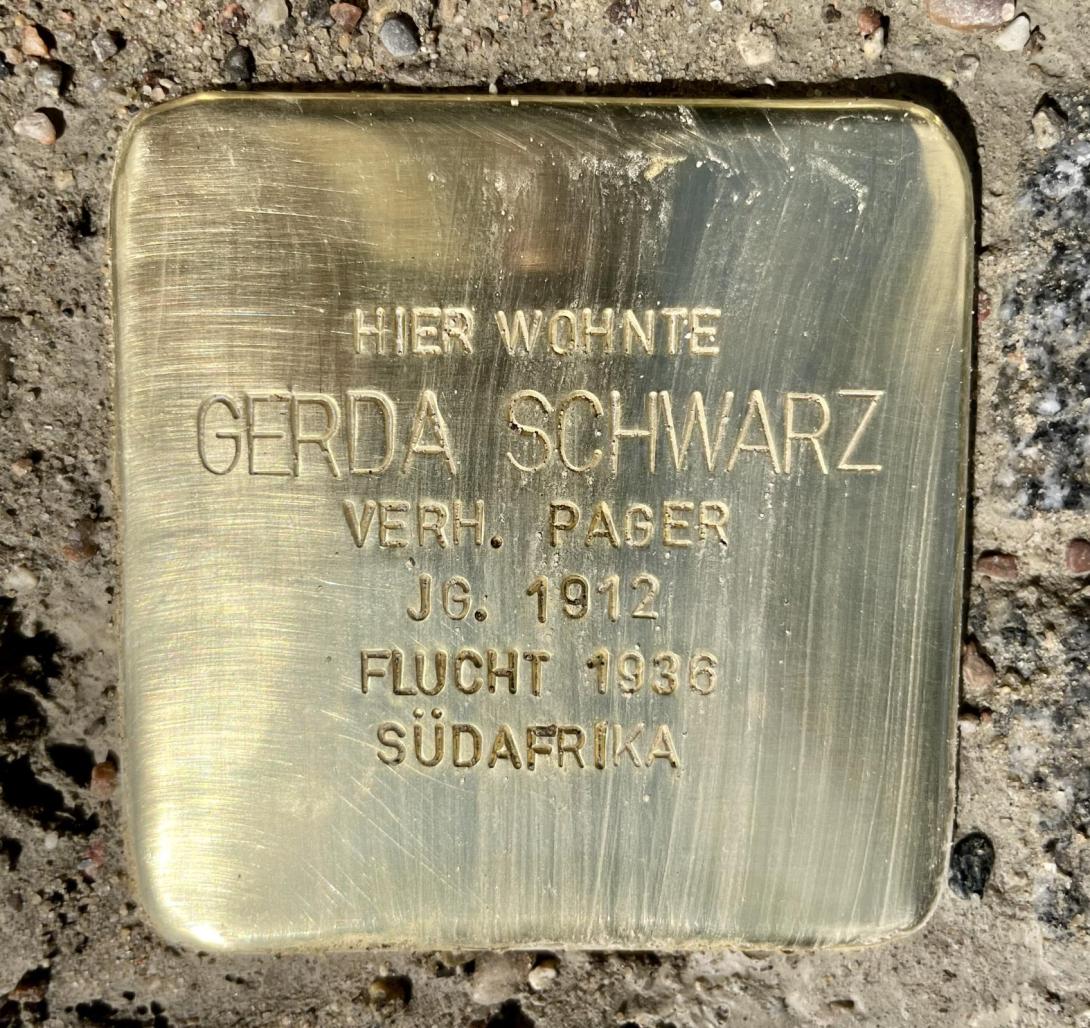 HIER WOHNTE
GERDA SCHWARZ
VERH. PAGER
JG. 1912
FLUCHT 1936
SÜDAFRIKA